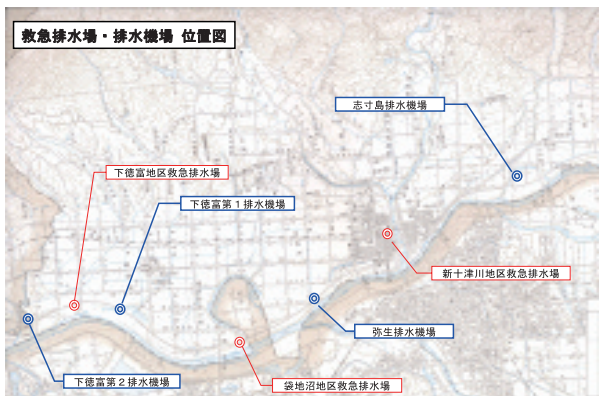 救急排水場・排水機場 位置図
志寸島排水機場
下徳富地区救急排水場
下徳富第1排水機場
新十津川地区救急排水場
弥生排水機場
下徳富第2排水機場
袋地沼地区救急排水場